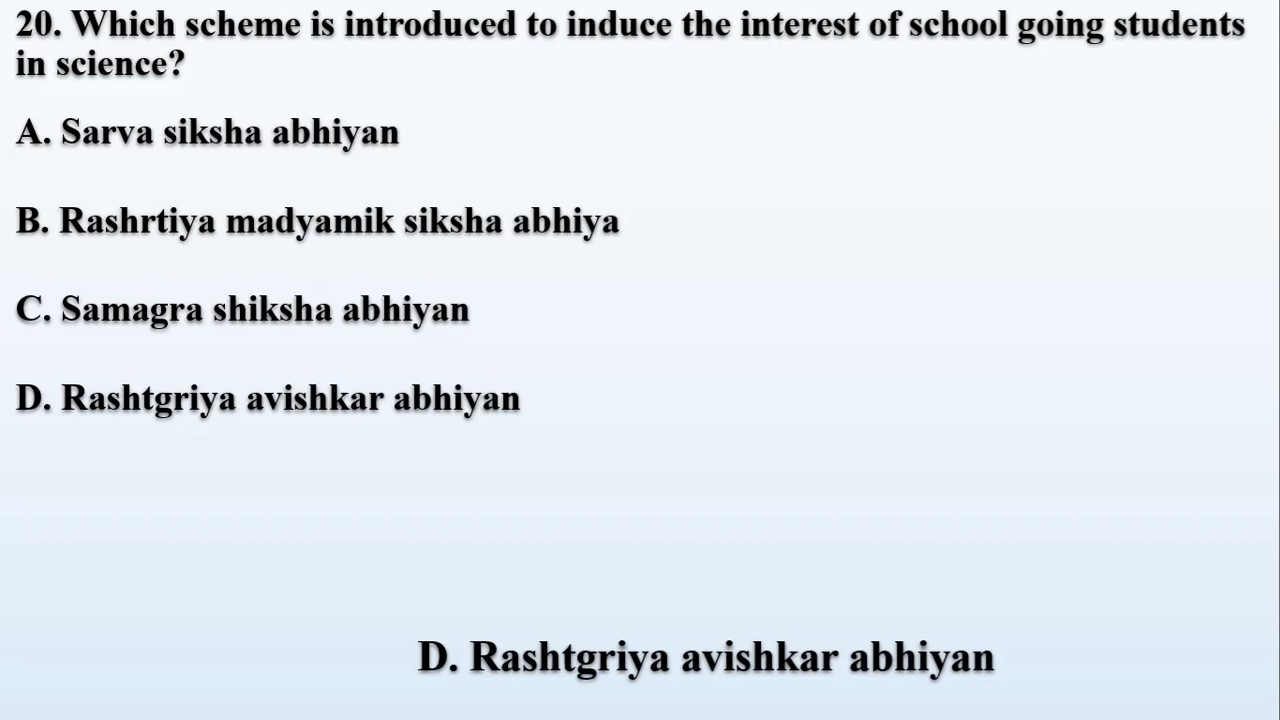 20. Which scheme is introduced to induce the interest of school going students
in science?
A. Sarva siksha abhiyan
B. Rashrtiya madyamik siksha abhiya
C. Samagra shiksha abhiyan
D. Rashtgriya avishkar abhiyan
D. Rashtgriya avishkar abhiyan